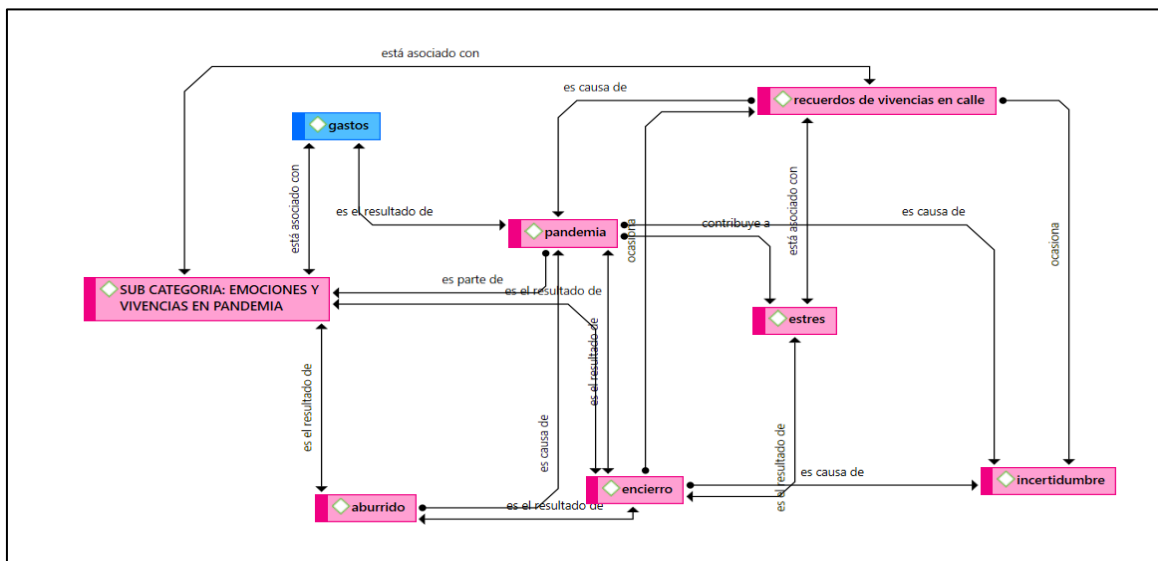 está asociado con
es causa de
recuerdos de vivencias en calle
gastos
está asociado con
es el resultado de
pandemia
ocasiona
contribuye a
está asociado con
es causa de
ocasiona
SUB CATEGORIA: EMOCIONES Y
VIVENCIAS EN PANDEMIA
es parte de
es el resultado de
estres
es el resultado de
es el resultado de
es causa de
es el resultado de
es causa de
encierro
incertidumbre
aburrido
es el resultado de